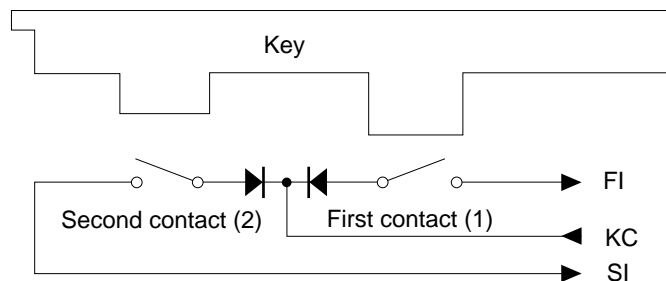 Key
FI
Second contact (2)
First contact (1)
KC
SI